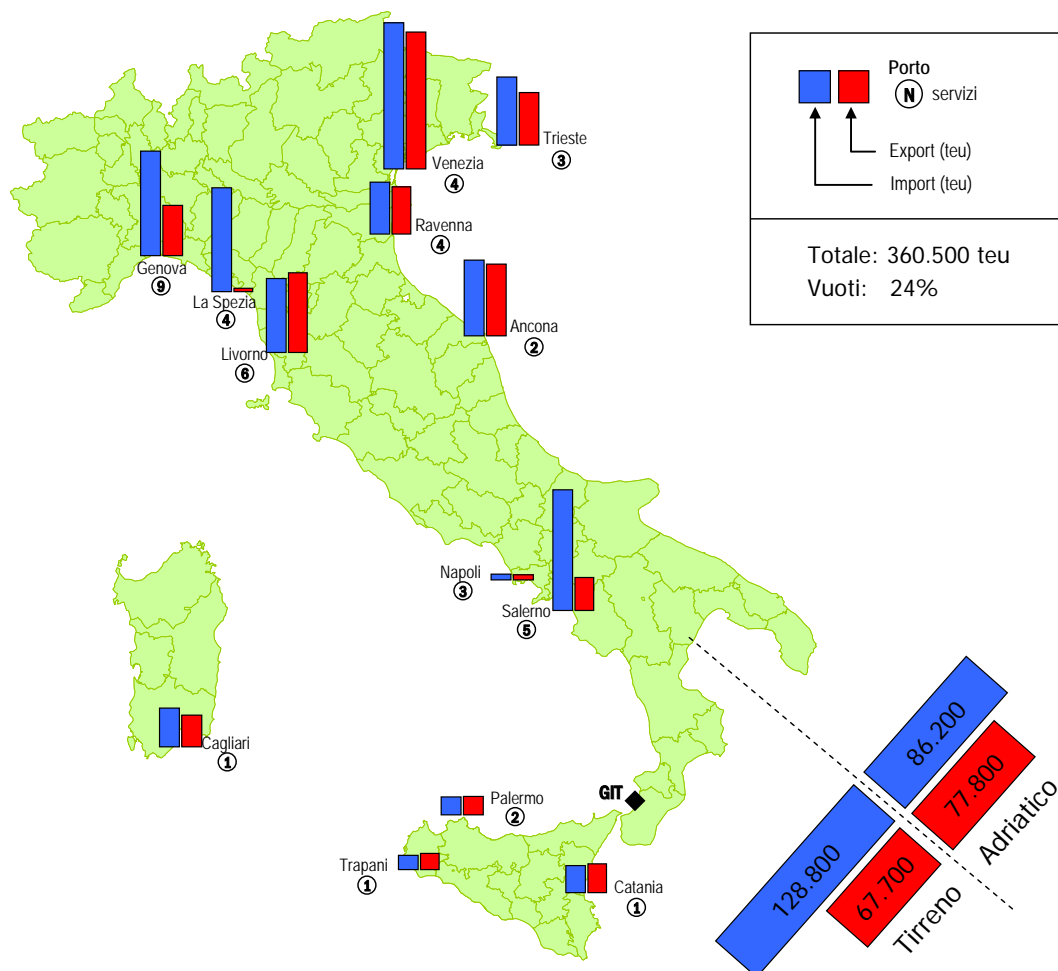 Porto
N servizi
Export (teu)
Import (teu)
Totale: 360.500 teu
Vuoti: 24%
Trieste
3
Venezia
4
Ravenna
4
Genova
9
La Spezia
4
Livorno
6
Ancona
2
Napoli
3
Salerno
5
Cagliari
1
Palermo
2
GIT
Trapani
1
Catania
1
86.200
77.800
Adriatico
128.800
67.700
Tirreno